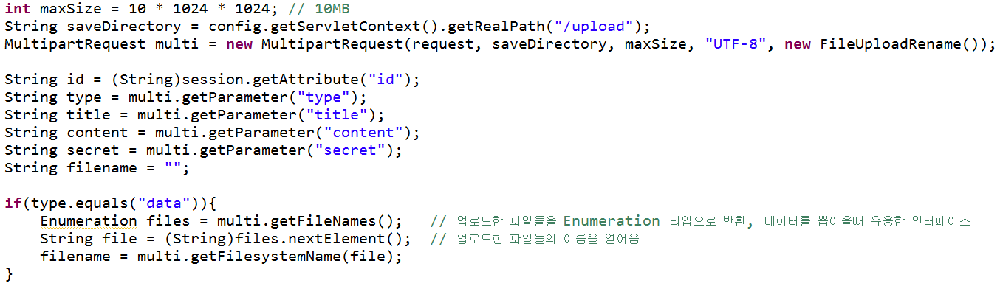 int maxSize = 10 * 1024 * 1024; // 10MB
String saveDirectory = config.getServletContext().getRealPath("/upload");
MultipartRequest multi = new MultipartRequest(request, saveDirectory, maxSize, "UTF-8", new FileUploadRename());
String id = (String)session.getAttribute("id");
String type = multi.getParameter("type");
String title = multi.getParameter("title");
String content = multi.getParameter("content");
String secret = multi.getParameter("secret");
String filename = "";
if(type.equals("data")){
    Enumeration files = multi.getFileNames();   // 업로드한 파일들을 Enumeration 타입으로 반환, 데이터를 뽑아올때 유용한 인터페이스
    String file = (String)files.nextElement();  // 업로드한 파일들의 이름을 얻어옴
    filename = multi.getFilesystemName(file);
}